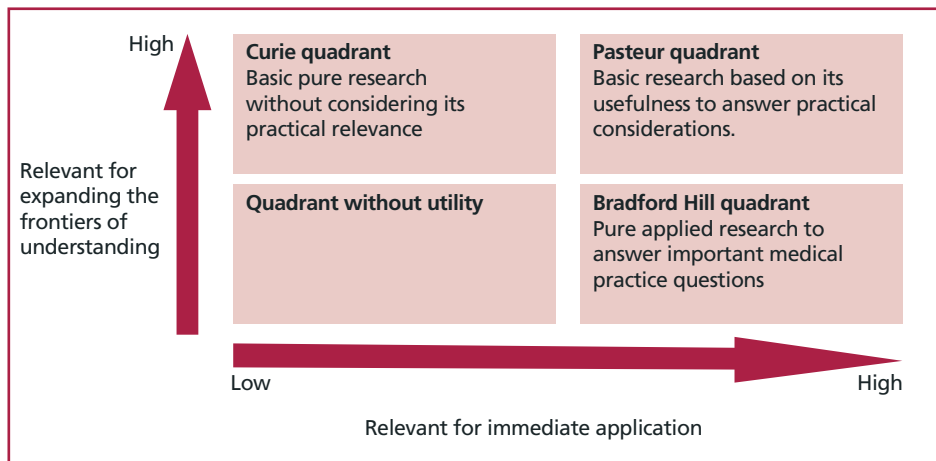 High
Relevant for
expanding the
frontiers of
understanding
Curie quadrant
Basic pure research
without considering its
practical relevance
Pasteur quadrant
Basic research based on its
usefulness to answer practical
considerations.
Quadrant without utility
Bradford Hill quadrant
Pure applied research to
answer important medical
practice questions
Low
High
Relevant for immediate application